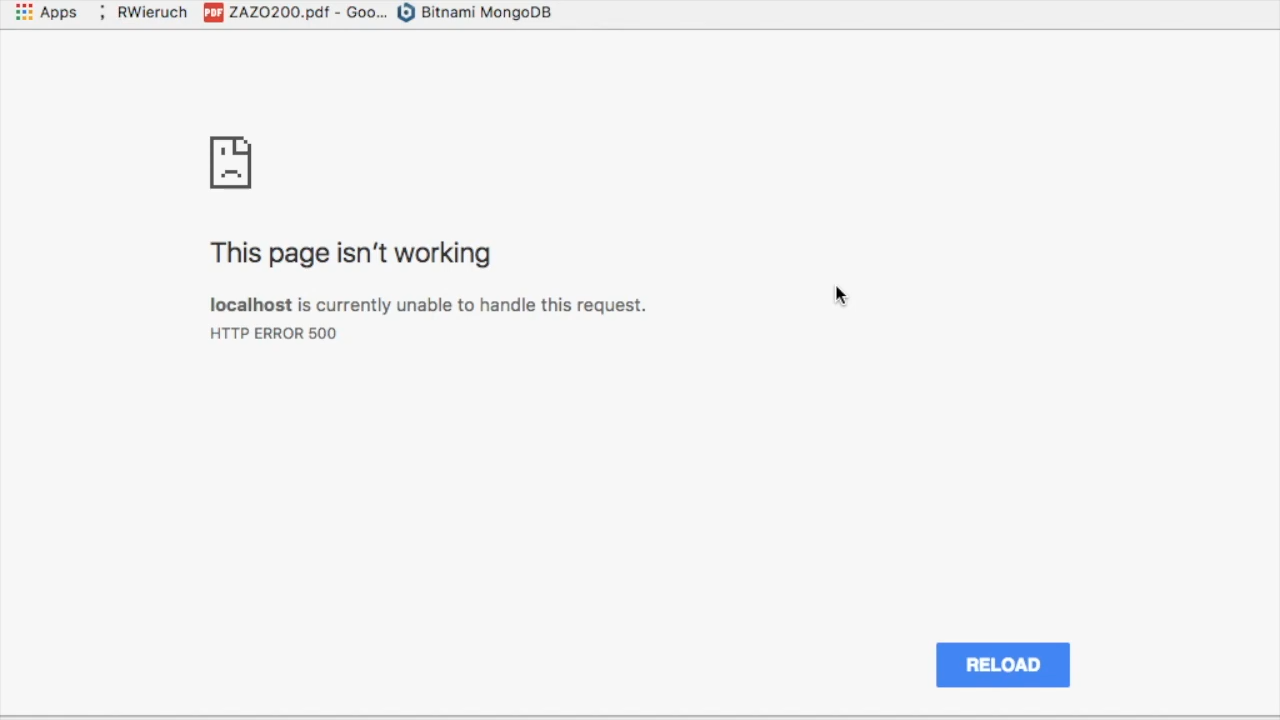 Apps ; RWieruch PDF ZAZO200.pdf - Goo... Bitnami MongoDB
This page isn't working
localhost is currently unable to handle this request.
HTTP ERROR 500
RELOAD